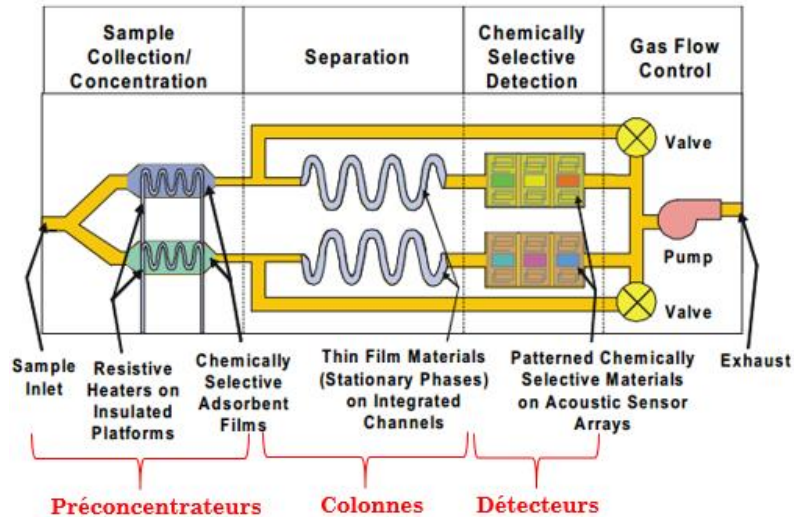 Sample
Collection/
Concentration
Separation
Chemically
Selective
Detection
Gas Flow
Control
Valve
Pump
Valve
Sample
Inlet
Resistive
Heaters on
Insulated
Platforms
Chemically
Selective
Adsorbent
Films
Thin Film Materials
(Stationary Phases)
on Integrated
Channels
Patterned Chemically
Selective Materials
on Acoustic Sensor
Arrays
Exhaust
Préconcentrateurs
Colonnes
Détecteurs